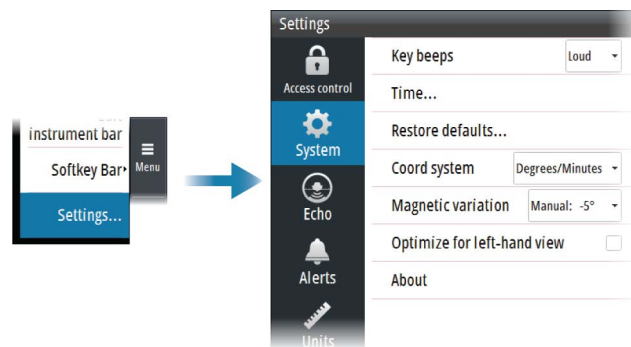 instrument bar
Softkey Bar
Settings...
Menu
Settings
Access control
System
Echo
Alerts
Units
Key beeps
Loud
Time...
Restore defaults...
Coord system
Degrees/Minutes
Magnetic variation
Manual: -5°
Optimize for left-hand view
About